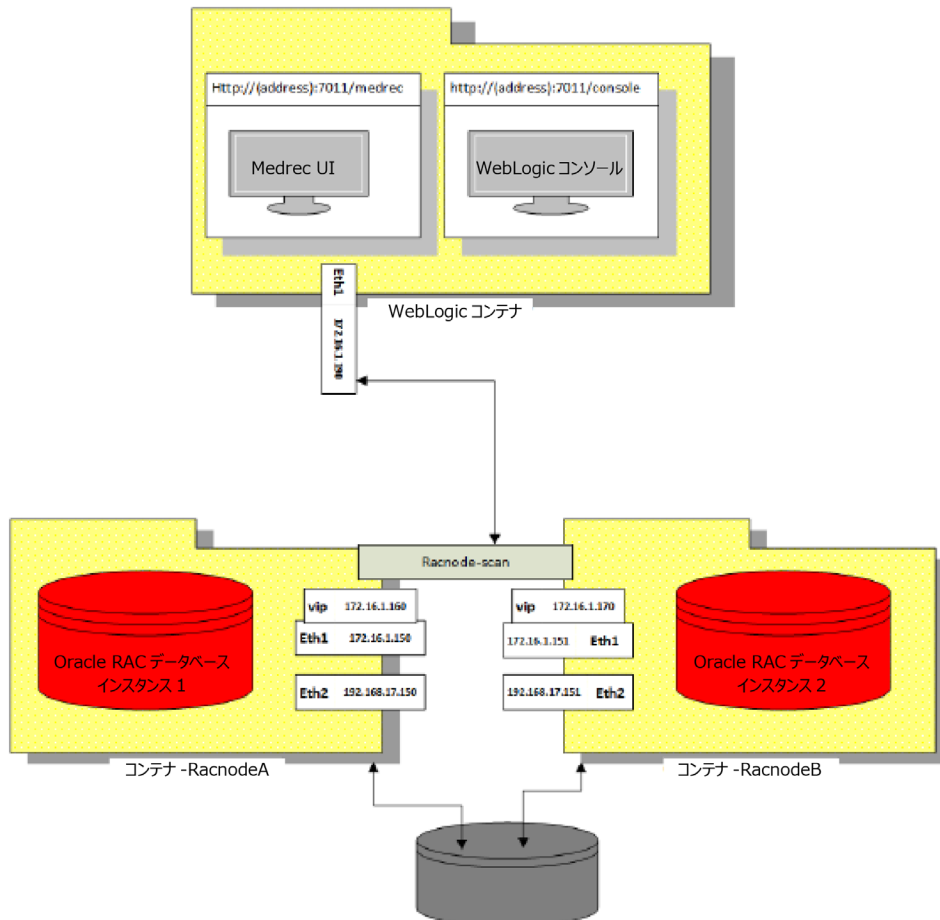 Http://(address):7011/medrec
http://(address):7011/console
Medrec UI
WebLogic コンソール
Eth1 172.16.1.190
WebLogic コンテナ
Racnode-scan
vip 172.16.1.160
vip 172.16.1.170
Eth1 172.16.1.150
172.16.1.151 Eth1
Oracle RAC データベース
インスタンス 1
Oracle RAC データベース
インスタンス 2
Eth2 192.168.17.150
192.168.17.151 Eth2
コンテナ -RacnodeA
コンテナ -RacnodeB